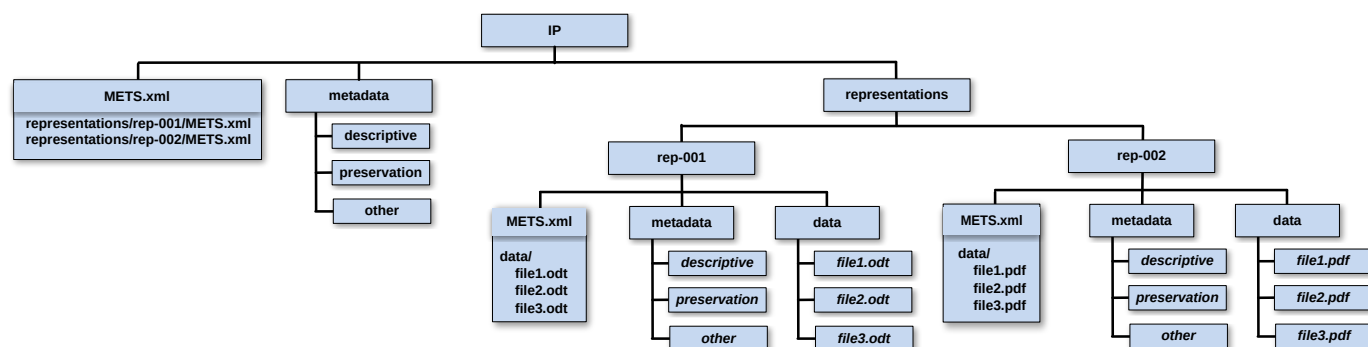 IP
METS.xml
representations/rep-001/METS.xml
representations/rep-002/METS.xml
metadata
descriptive
preservation
other
representations
rep-001
METS.xml
data/
file1.odt
file2.odt
file3.odt
metadata
descriptive
preservation
other
data
file1.odt
file2.odt
file3.odt
rep-002
METS.xml
data/
file1.pdf
file2.pdf
file3.pdf
metadata
descriptive
preservation
other
data
file1.pdf
file2.pdf
file3.pdf